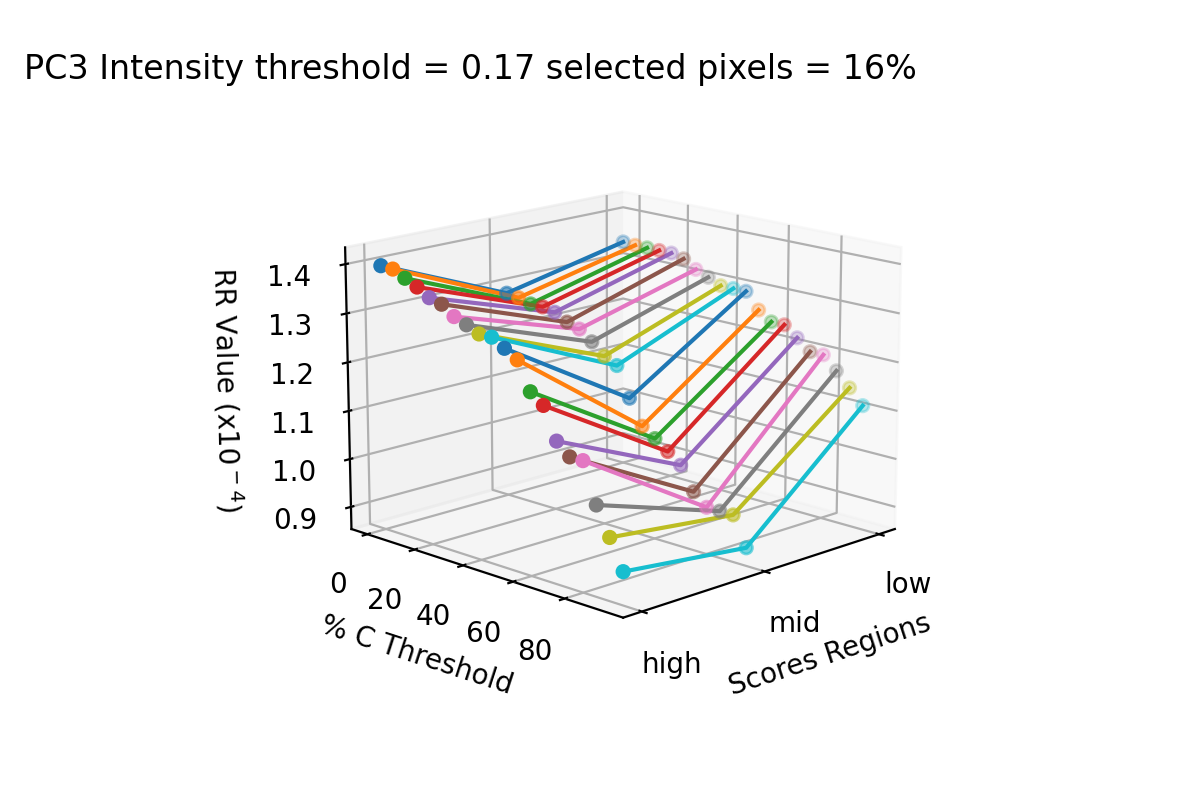 PC3 Intensity threshold = 0.17 selected pixels = 16%
RR Value (x10⁻⁴)
1.4
1.3
1.2
1.1
1.0
0.9
0
20
40
60
80
% C Threshold
high
mid
low
Scores Regions